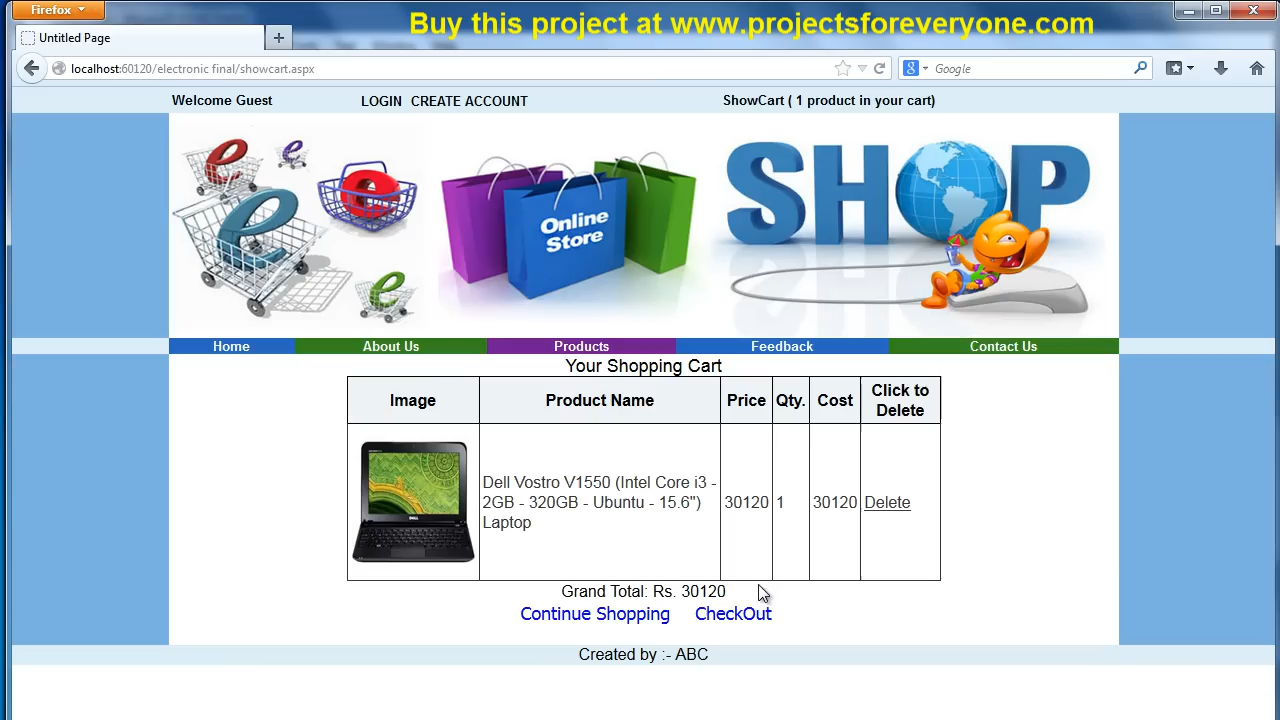 Buy this project at www.projectsforeveryone.com
Firefox
Untitled Page
localhost:60120/electronic final/showcart.aspx
Google
Welcome Guest
LOGIN CREATE ACCOUNT
ShowCart ( 1 product in your cart)
Online
Store
SHOP
Home
About Us
Products
Feedback
Contact Us
Your Shopping Cart
Image
Product Name
Price
Qty.
Cost
Click to
Delete
Dell Vostro V1550 (Intel Core i3 -
2GB - 320GB - Ubuntu - 15.6")
Laptop
30120
1
30120
Delete
DELL
Grand Total: Rs. 30120
Continue Shopping
CheckOut
Created by :- ABC